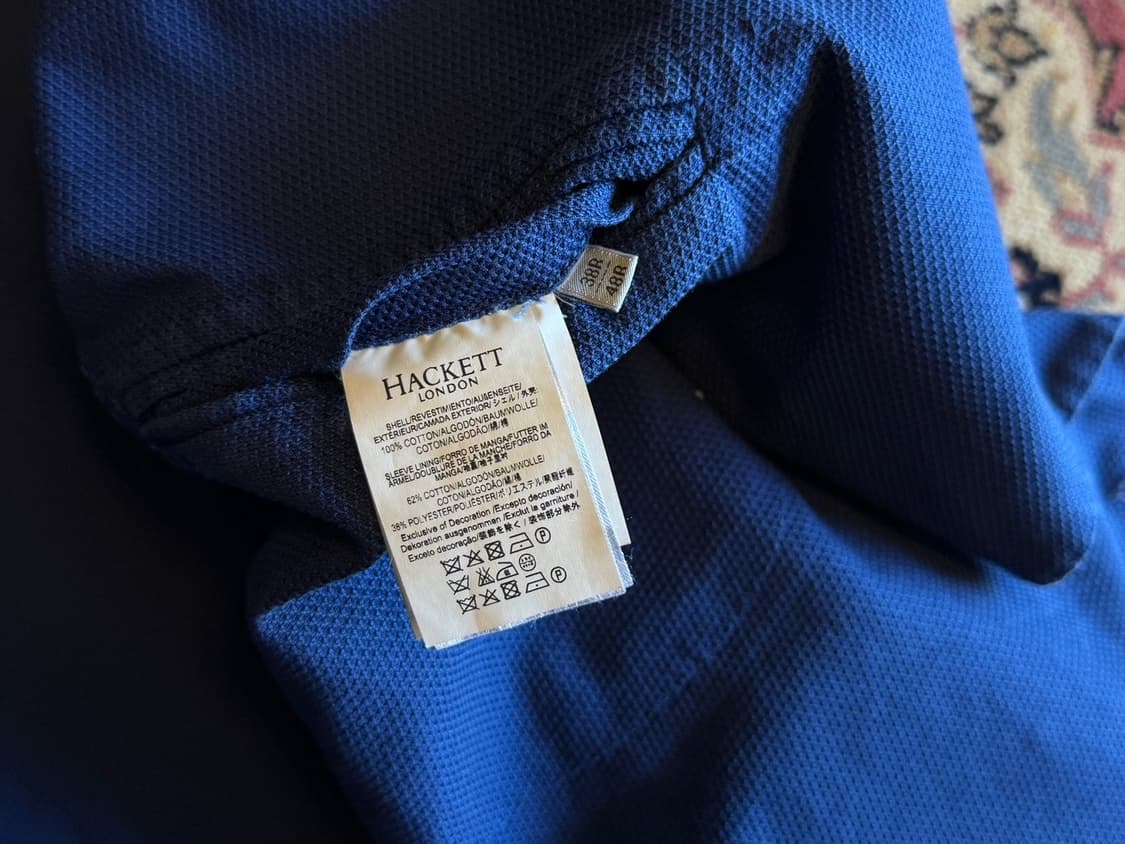 38R
48R
HACKETT
LONDON
SHELL/REVESTIMIENTO/AUßENSEITE/
EXTÉRIEUR/CAMADA EXTERIOR/シェル/外売
100% COTTON/ALGODÓN/BAUMWOLLE/
COTON/ALGODÃO/綿/棉
SLEEVE LINING/FORRO DE MANGA/FUTTER IM
ÄRMEL/DOUBLURE DE LA MANCHE/FORRO DA
MANGA/袖裏/袖子里衬
62% COTTON/ALGODÓN/BAUMWOLLE/
COTON/ALGODÃO/綿/棉
38% POLYESTER/POLIÉSTER/ポリエステル/聚酯纤维
Exclusive of Decoration /Excepto decoración/
Dekoration ausgenommen /Exclut la garniture /
Exceto decoração/装飾を除く / 装饰部分除外
P
P